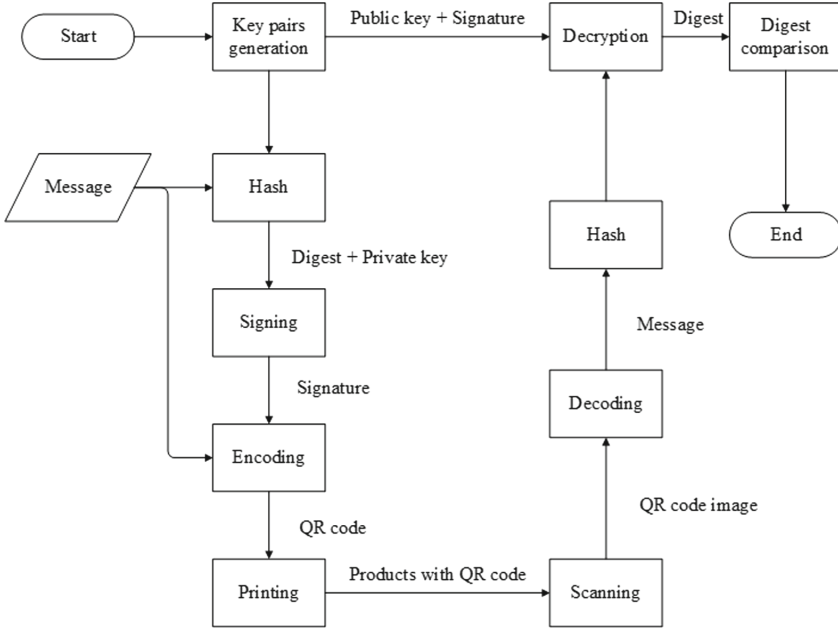 Start
Key pairs
generation
Public key + Signature
Decryption
Digest
Digest
comparison
Message
Hash
Hash
End
Digest + Private key
Signing
Message
Signature
Decoding
Encoding
QR code image
QR code
Printing
Products with QR code
Scanning